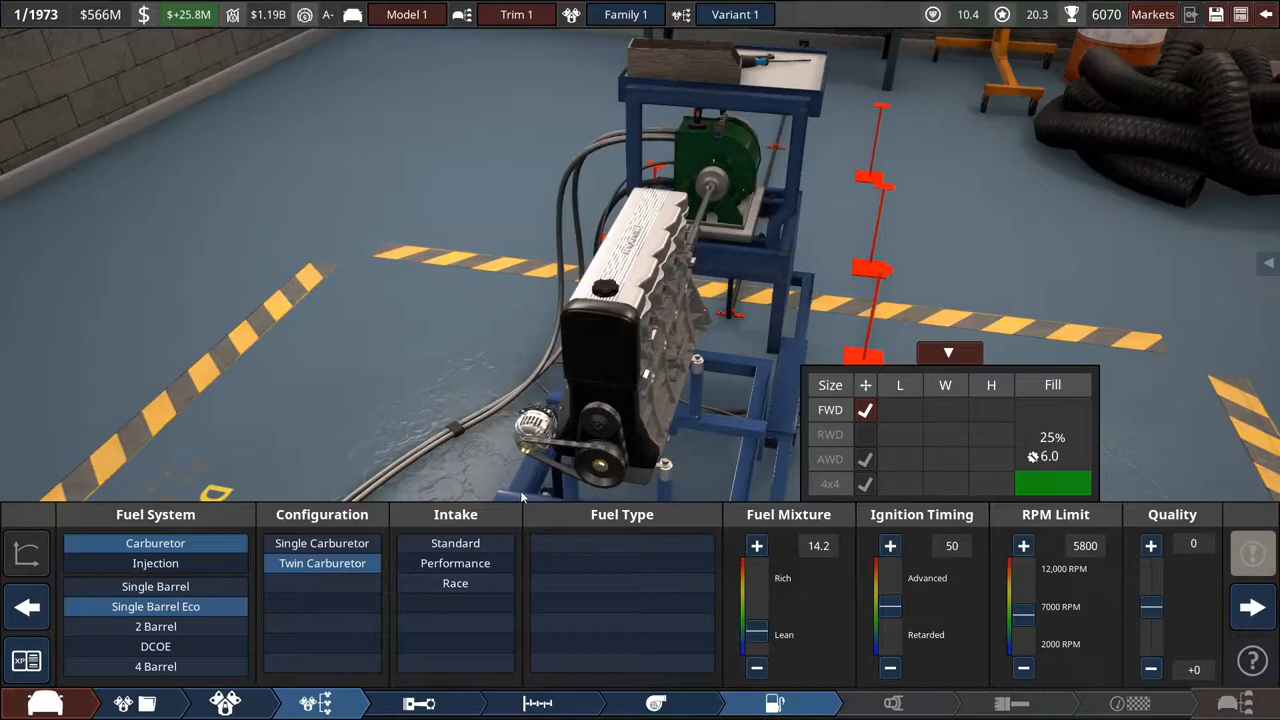 1/1973 $566M $ $+25.8M $1.19B A- Model 1 Trim 1 Family 1 Variant 1 10.4 20.3 6070 Markets
Size L W H Fill
FWD
RWD
AWD
4x4
25%
6.0
Fuel System
Carburetor
Injection
Single Barrel
Single Barrel Eco
2 Barrel
DCOE
4 Barrel
Configuration
Single Carburetor
Twin Carburetor
Intake
Standard
Performance
Race
Fuel Type
Fuel Mixture
14.2
Rich
Lean
Ignition Timing
50
Advanced
Retarded
RPM Limit
5800
12,000 RPM
7000 RPM
2000 RPM
Quality
0
+0
XP